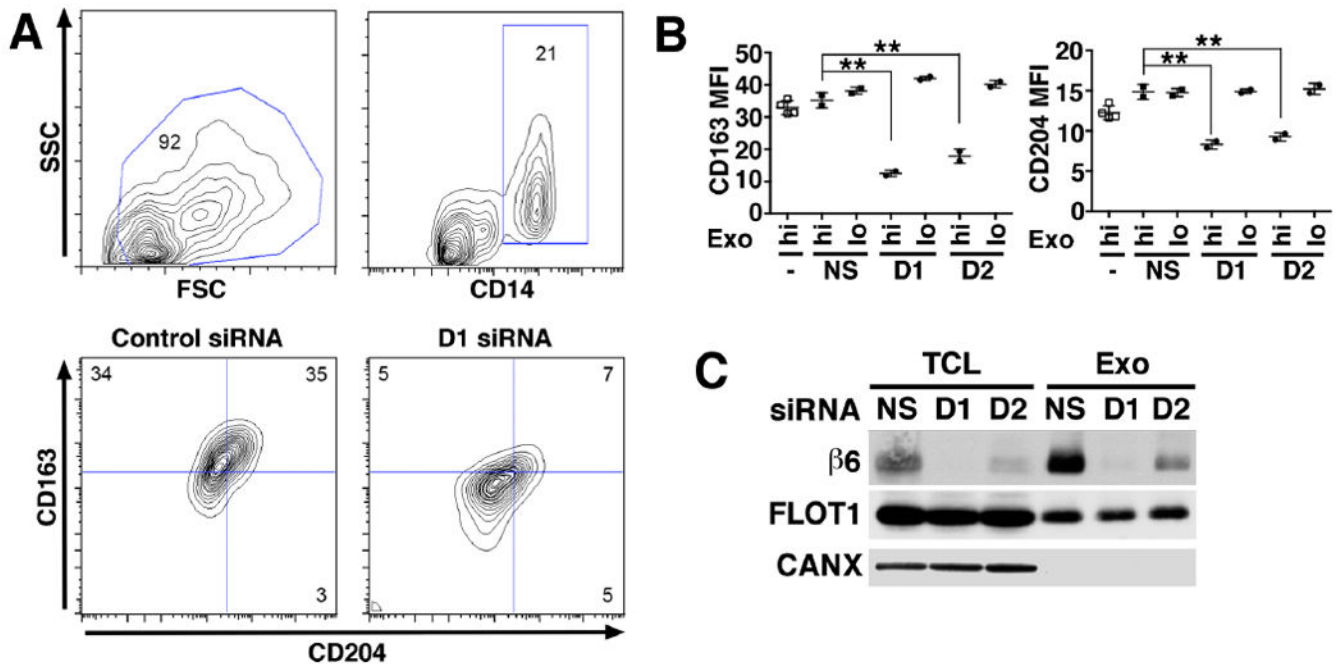 A
SSC
92
FSC
21
CD14
Control siRNA
D1 siRNA
CD163
34
35
3
5
7
5
CD204
B
CD163 MFI
50
40
30
20
10
0
**
**
Exo
hi hi lo hi lo hi lo
- NS D1 D2
CD204 MFI
20
15
10
5
0
**
**
Exo
hi hi lo hi lo hi lo
- NS D1 D2
C
TCL Exo
siRNA NS D1 D2 NS D1 D2
β6
FLOT1
CANX